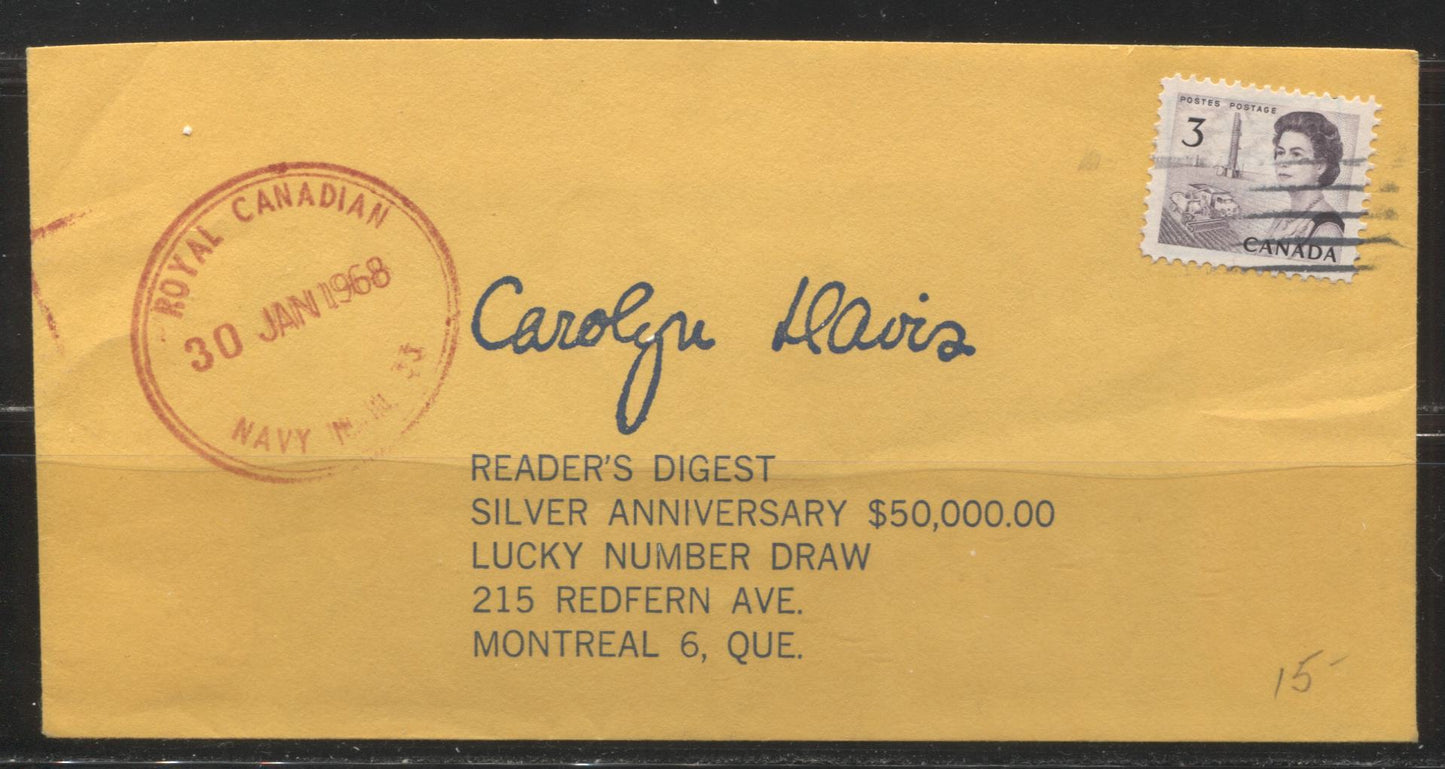 POSTES POSTAGE
3
CANADA
ROYAL CANADIAN
30 JAN 1968
NAVY
Carolyn Davis
READER'S DIGEST
SILVER ANNIVERSARY $50,000.00
LUCKY NUMBER DRAW
215 REDFERN AVE.
MONTREAL 6, QUE.
15-